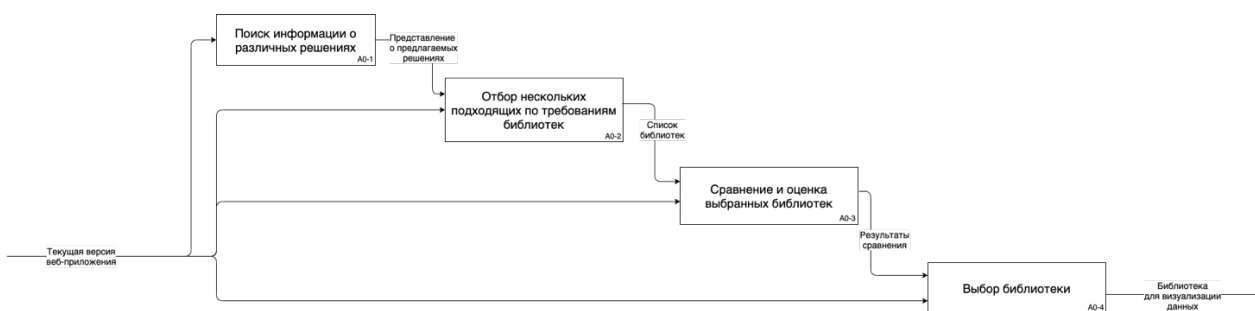 Поиск информации о
различных решениях
A0-1
Представление
о предлагаемых
решениях
Отбор нескольких
подходящих по требованиям
библиотек
A0-2
Список
библиотек
Сравнение и оценка
выбранных библиотек
A0-3
Текущая версия
веб-приложения
Результаты
сравнения
Выбор библиотеки
A0-4
Библиотека
для визуализации
данных